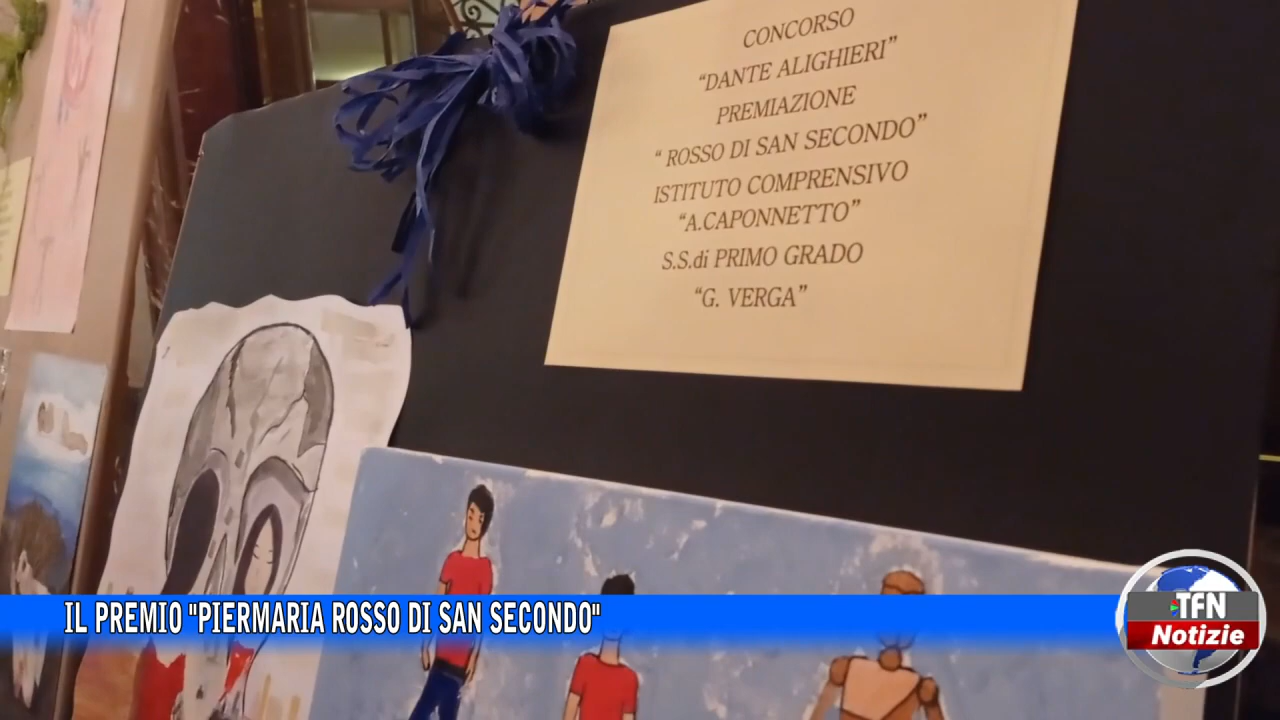 CONCORSO
“DANTE ALIGHIERI”
PREMIAZIONE
“ ROSSO DI SAN SECONDO”
ISTITUTO COMPRENSIVO
“A.CAPONNETTO”
S.S.di PRIMO GRADO
“G. VERGA”
IL PREMIO "PIERMARIA ROSSO DI SAN SECONDO"
TFN
Notizie